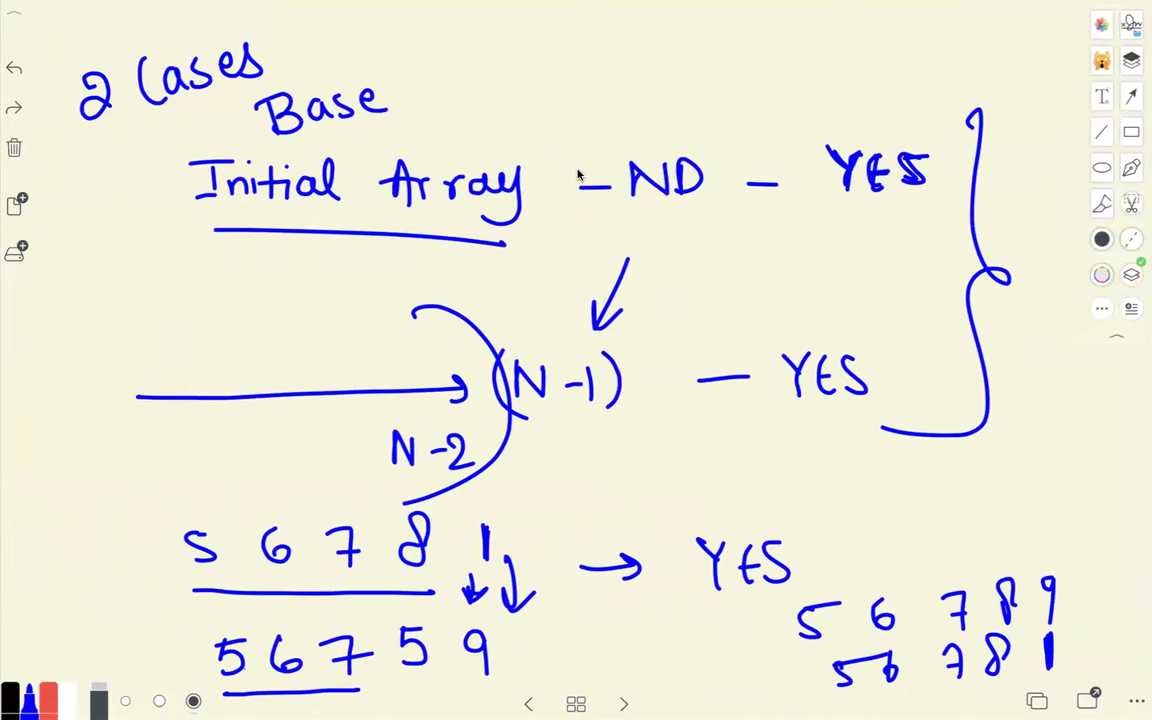 2 Cases
Base
Initial Array - ND - YES
(N-1) - YES
N-2
5 6 7 8 1 → YES
5 6 7 5 9
5 6 7 8 9
5 6 7 8 1